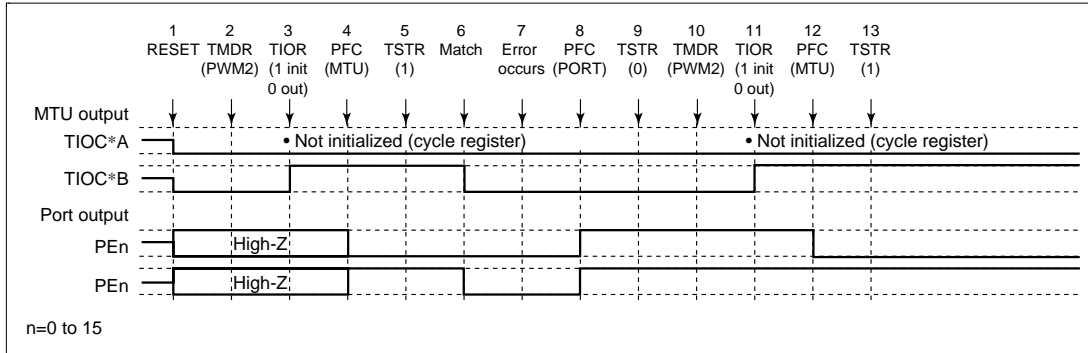 1 2 3 4 5 6 7 8 9 10 11 12 13
RESET TMDR TIOR PFC TSTR Match Error PFC TSTR TMDR TIOR PFC TSTR
(PWM2) (1 init (MTU) (1) occurs (PORT) (0) (PWM2) (1 init (MTU) (1)
0 out) 0 out)
MTU output
TIOC*A • Not initialized (cycle register) • Not initialized (cycle register)
TIOC*B
Port output
PEn High-Z
PEn High-Z
n=0 to 15